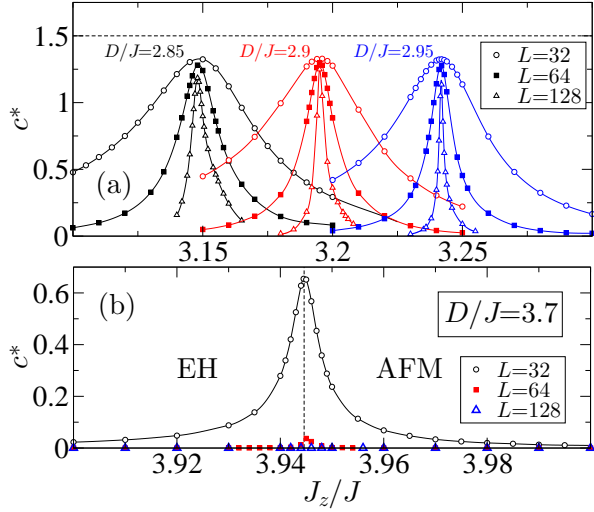 1.5
D/J=2.85
D/J=2.9
D/J=2.95
L=32
L=64
L=128
1
c*
0.5
(a)
0
3.15
3.2
3.25
0.6
(b)
D/J=3.7
0.4
c*
EH
AFM
L=32
L=64
L=128
0.2
0
3.92
3.94
3.96
3.98
J_z/J